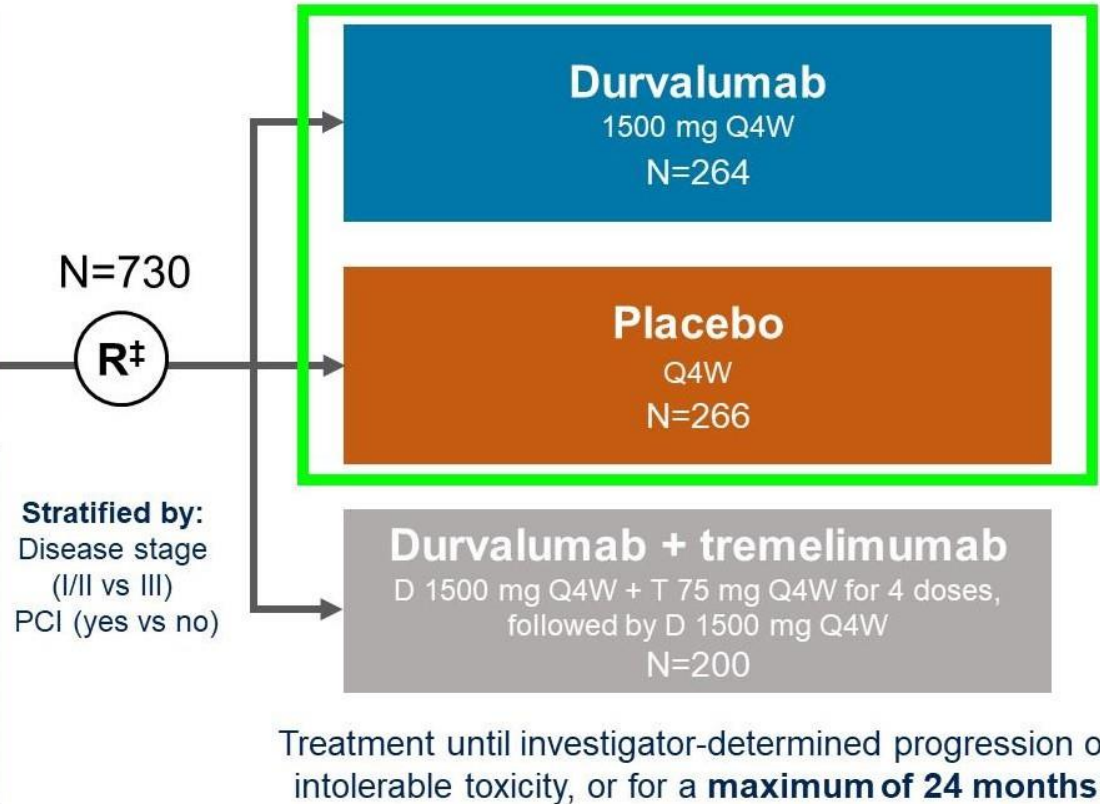 Durvalumab
1500 mg Q4W
N=264
N=730
R‡
Placebo
Q4W
N=266
Stratified by:
Disease stage
(I/II vs III)
PCI (yes vs no)
Durvalumab + tremelimumab
D 1500 mg Q4W + T 75 mg Q4W for 4 doses,
followed by D 1500 mg Q4W
N=200
Treatment until investigator-determined progression o
intolerable toxicity, or for a maximum of 24 months